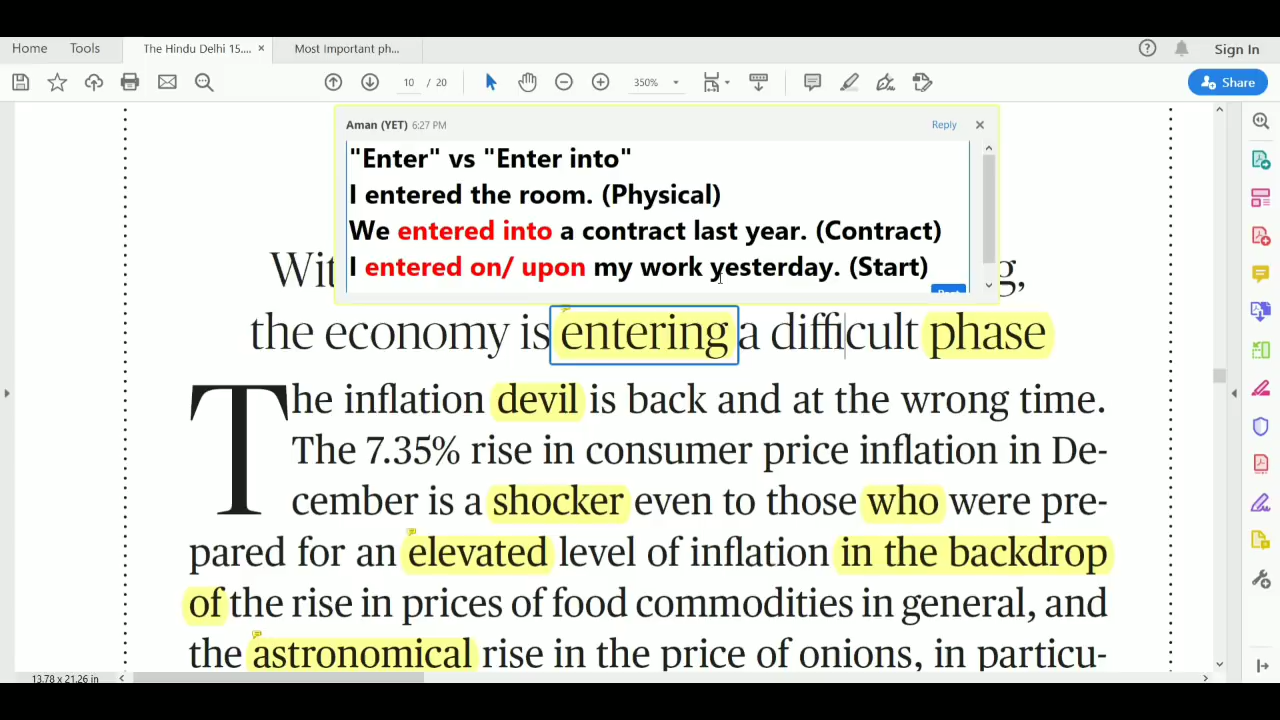 Home Tools The Hindu Delhi 15.... × Most Important ph... Sign In
10 / 20 350% Share
Aman (YET) 6:27 PM Reply
"Enter" vs "Enter into"
I entered the room. (Physical)
We entered into a contract last year. (Contract)
I entered on/ upon my work yesterday. (Start)
the economy is entering a difficult phase
The inflation devil is back and at the wrong time.
The 7.35% rise in consumer price inflation in De-
cember is a shocker even to those who were pre-
pared for an elevated level of inflation in the backdrop
of the rise in prices of food commodities in general, and
the astronomical rise in the price of onions, in particu-
13.78 x 21.26 in